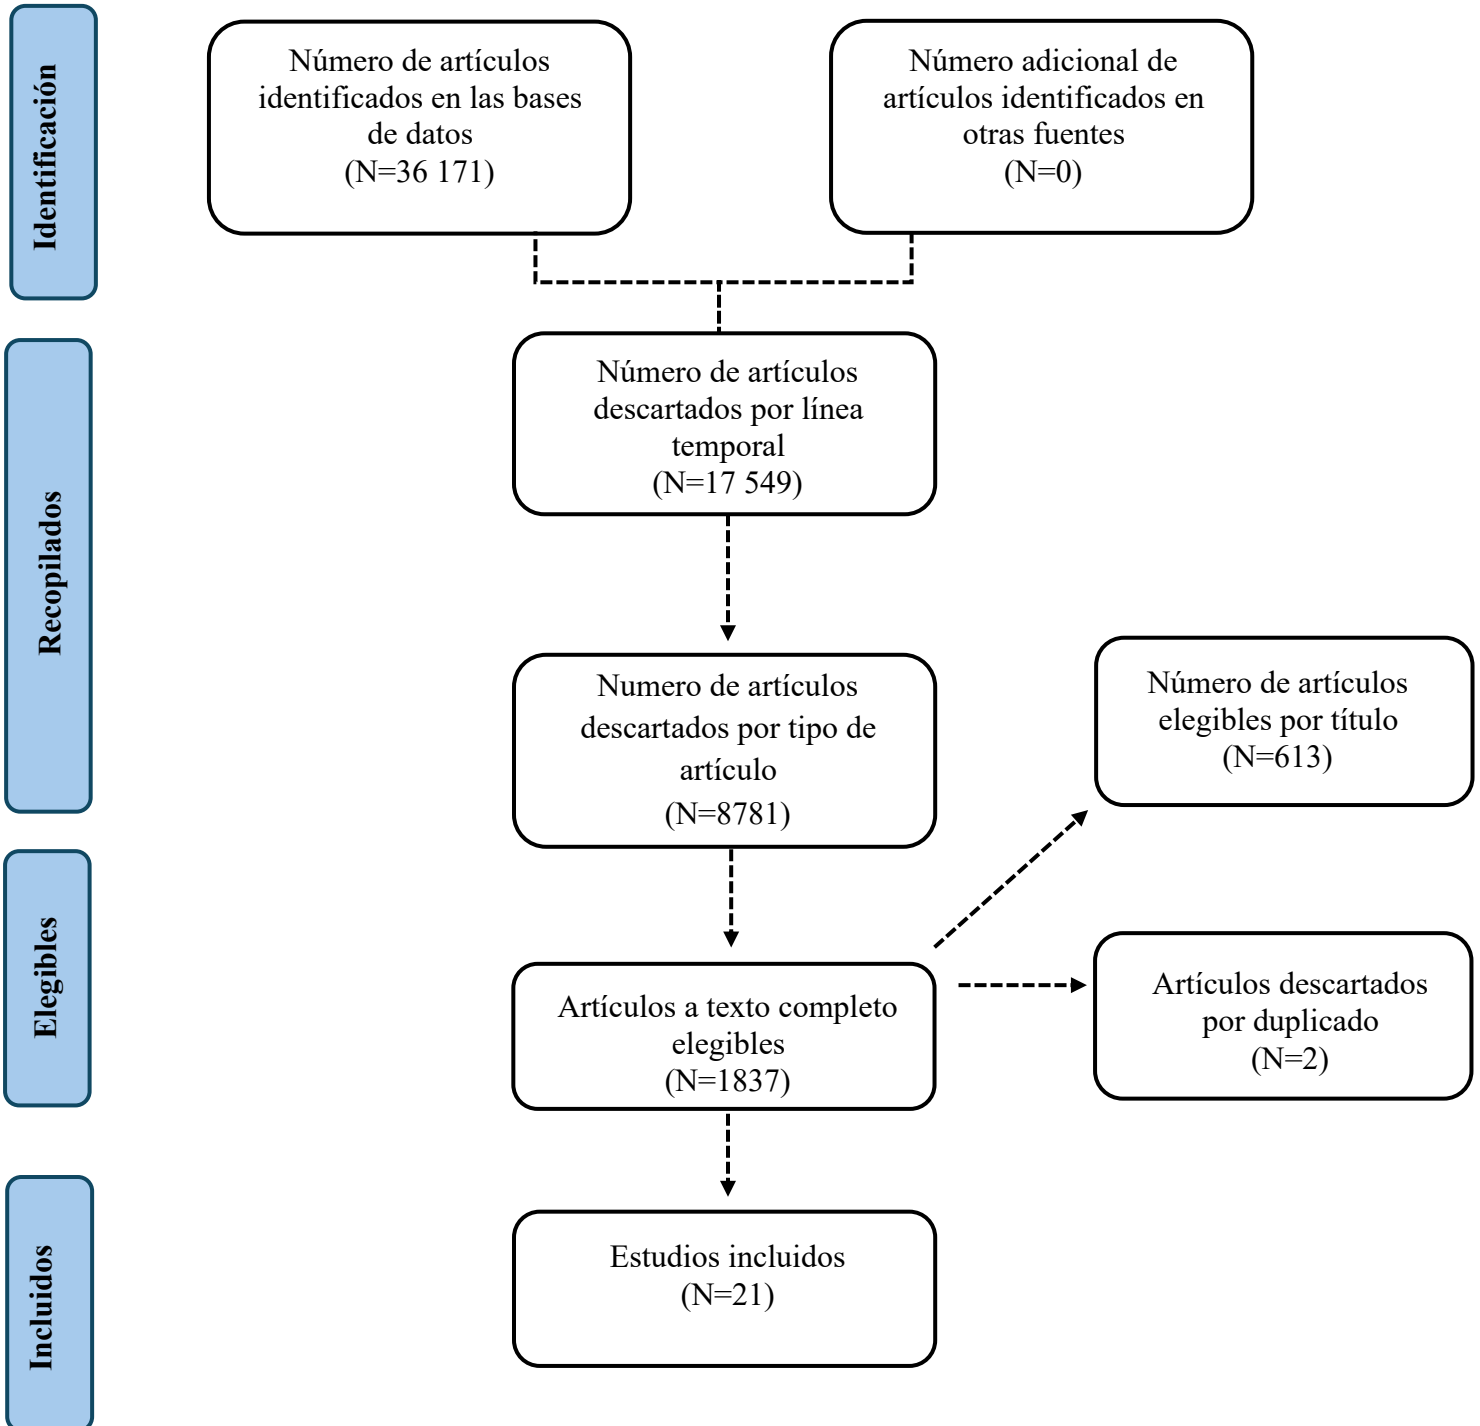 Identificación
Número de artículos
identificados en las bases
de datos
(N=36 171)
Número adicional de
artículos identificados en
otras fuentes
(N=0)
Recopilados
Número de artículos
descartados por línea
temporal
(N=17 549)
Numero de artículos
descartados por tipo de
artículo
(N=8781)
Número de artículos
elegibles por título
(N=613)
Elegibles
Artículos a texto completo
elegibles
(N=1837)
Artículos descartados
por duplicado
(N=2)
Incluidos
Estudios incluidos
(N=21)